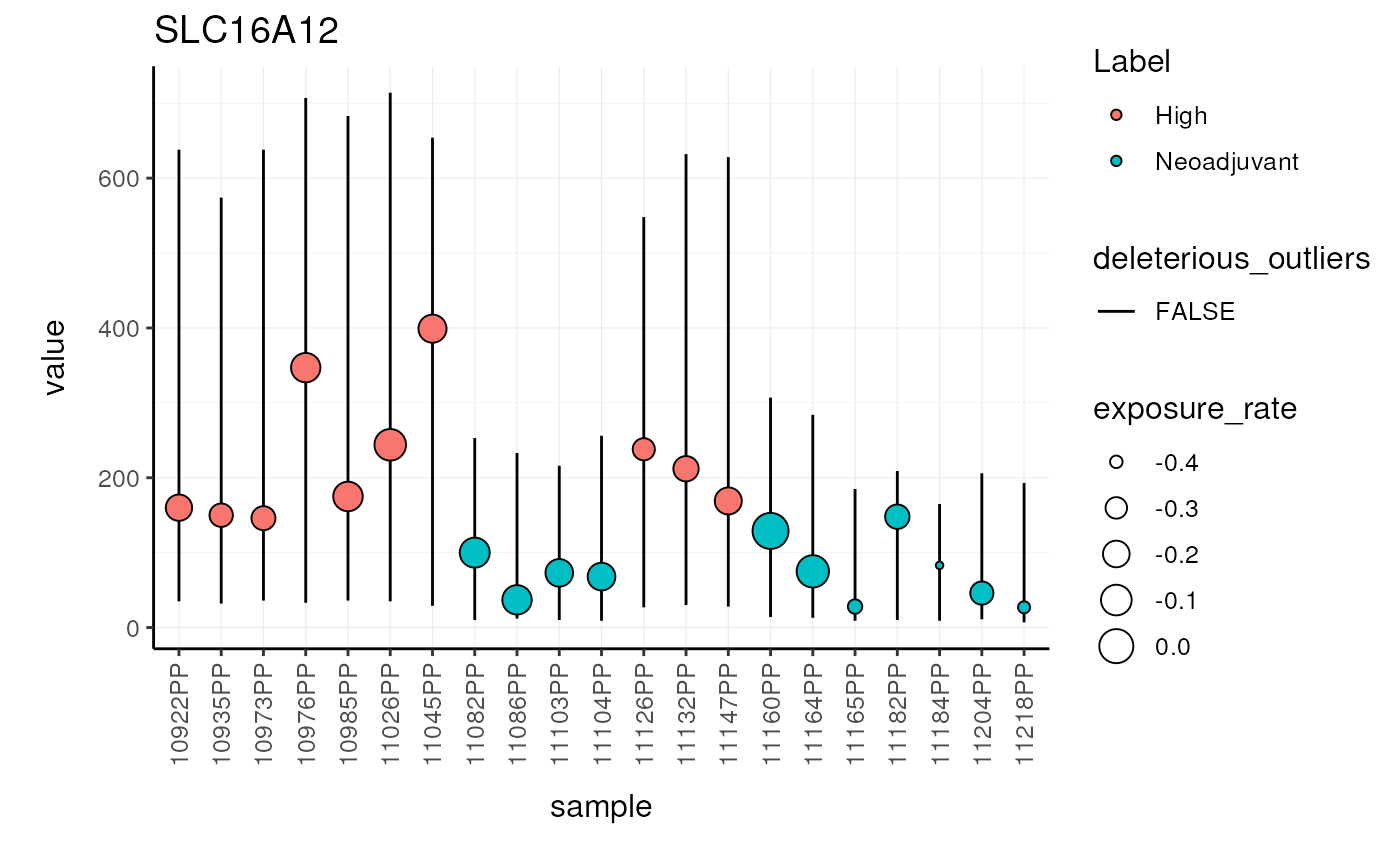 SLC16A12
value
600
400
200
0
10922PP
10935PP
10973PP
10976PP
10985PP
11026PP
11045PP
11082PP
11086PP
11103PP
11104PP
11126PP
11132PP
11147PP
11160PP
11164PP
11165PP
11182PP
11184PP
11204PP
11218PP
sample
Label
High
Neoadjuvant
deleterious_outliers
FALSE
exposure_rate
-0.4
-0.3
-0.2
-0.1
0.0